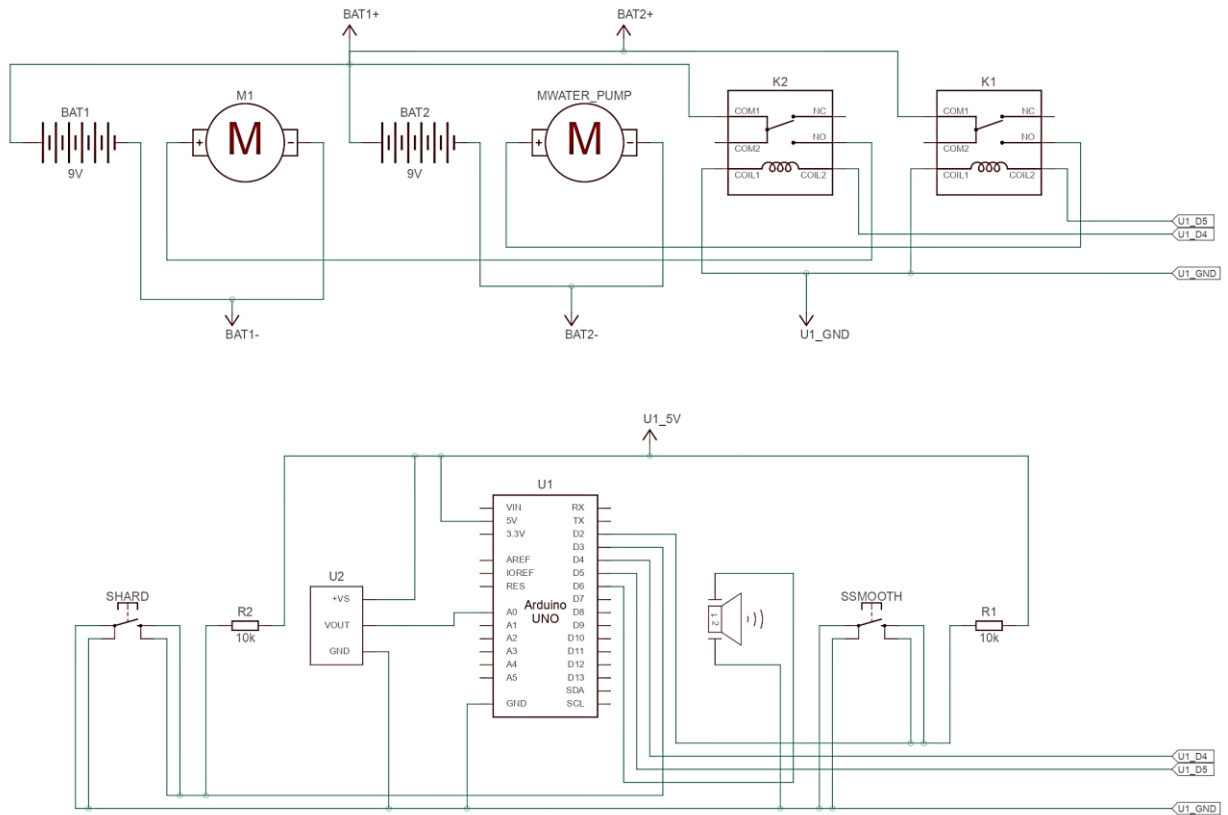 BAT1+
BAT2+
BAT1
9V
M1
M
+
-
BAT2
9V
MWATER_PUMP
M
+
-
K2
COM1
NC
NO
COM2
COIL1
COIL2
K1
COM1
NC
NO
COM2
COIL1
COIL2
U1_D5
U1_D4
U1_GND
BAT1-
BAT2-
U1_GND
U1_5V
SHARD
R2
10k
U2
+VS
VOUT
GND
U1
VIN
5V
3.3V
AREF
IOREF
RES
A0
A1
A2
A3
A4
A5
GND
Arduino
UNO
RX
TX
D2
D3
D4
D5
D6
D7
D8
D9
D10
D11
D12
D13
SDA
SCL
1
2
SSMOOTH
R1
10k
U1_D4
U1_D5
U1_GND